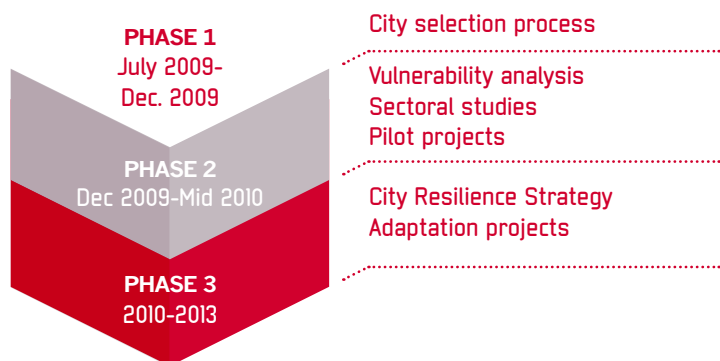 PHASE 1
July 2009-
Dec. 2009
City selection process
PHASE 2
Dec 2009-Mid 2010
Vulnerability analysis
Sectoral studies
Pilot projects
PHASE 3
2010-2013
City Resilience Strategy
Adaptation projects